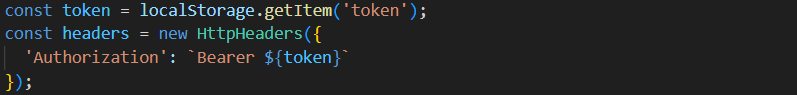 const token = localStorage.getItem('token');
const headers = new HttpHeaders({
  'Authorization': `Bearer ${token}`
});